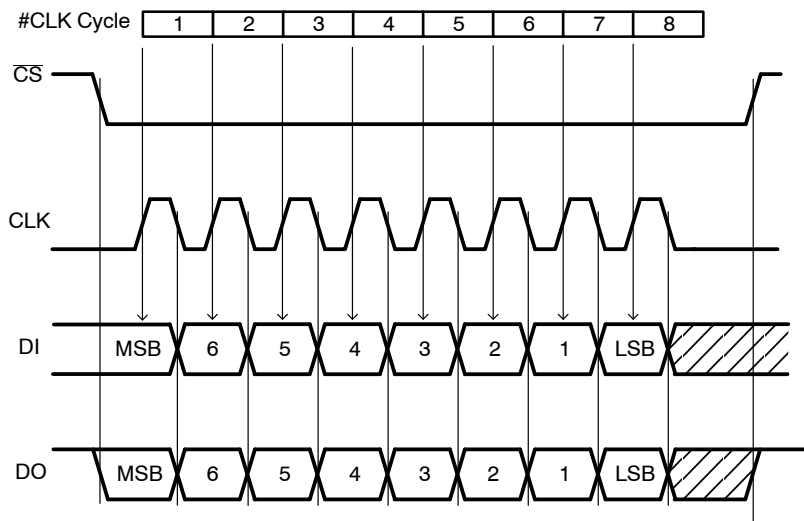 #CLK Cycle 1 2 3 4 5 6 7 8
CS
CLK
DI MSB 6 5 4 3 2 1 LSB
DO MSB 6 5 4 3 2 1 LSB